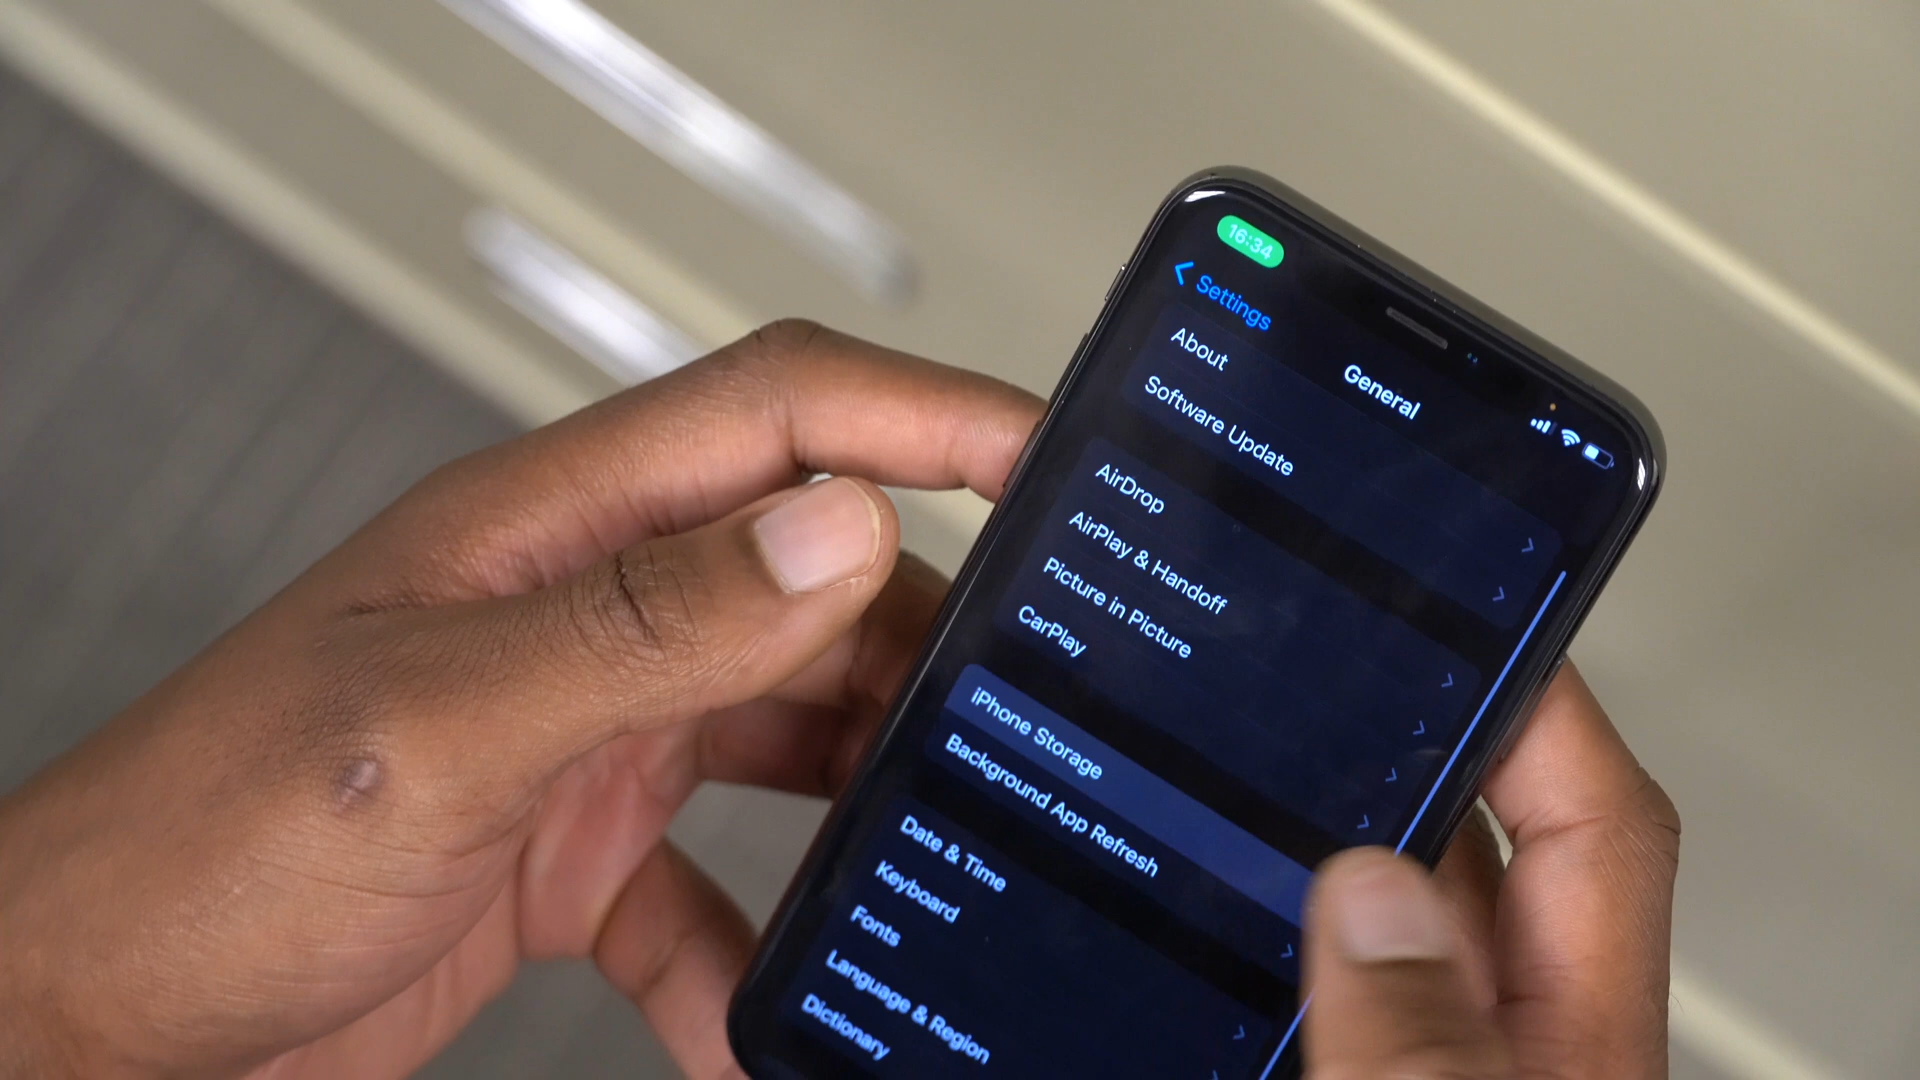 16:34
Settings
General
About
Software Update
AirDrop
AirPlay & Handoff
Picture in Picture
CarPlay
iPhone Storage
Background App Refresh
Date & Time
Keyboard
Fonts
Language & Region
Dictionary